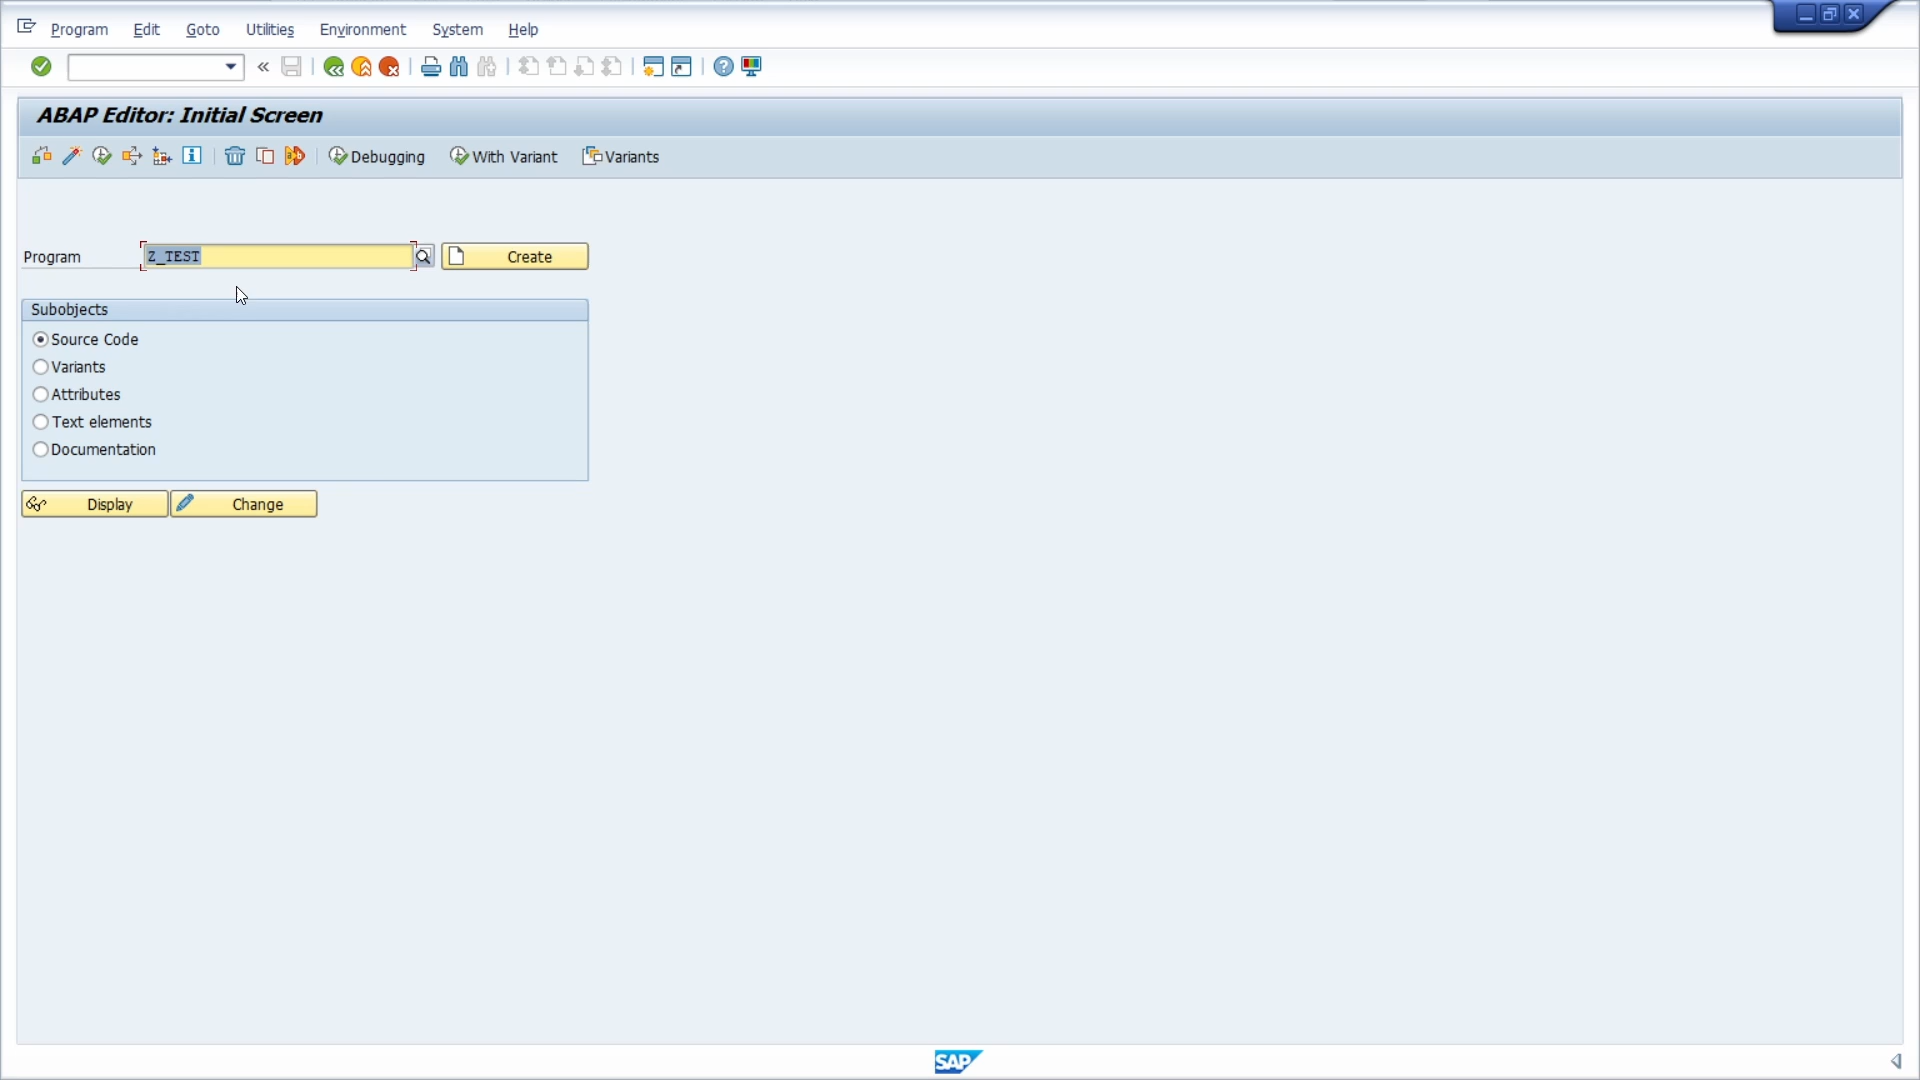 Program Edit Goto Utilities Environment System Help
ABAP Editor: Initial Screen
Debugging With Variant Variants
Program Z_TEST Create
Subobjects
Source Code
Variants
Attributes
Text elements
Documentation
Display Change
SAP